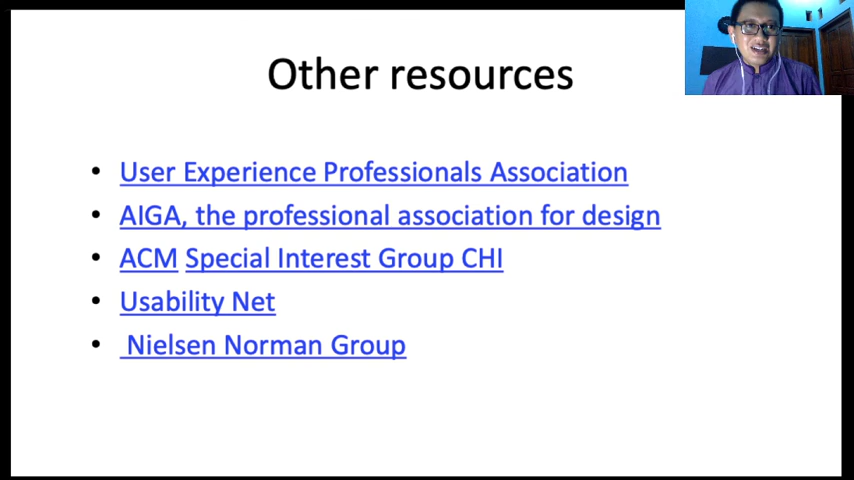 Other resources
• User Experience Professionals Association
• AIGA, the professional association for design
• ACM Special Interest Group CHI
• Usability Net
• Nielsen Norman Group